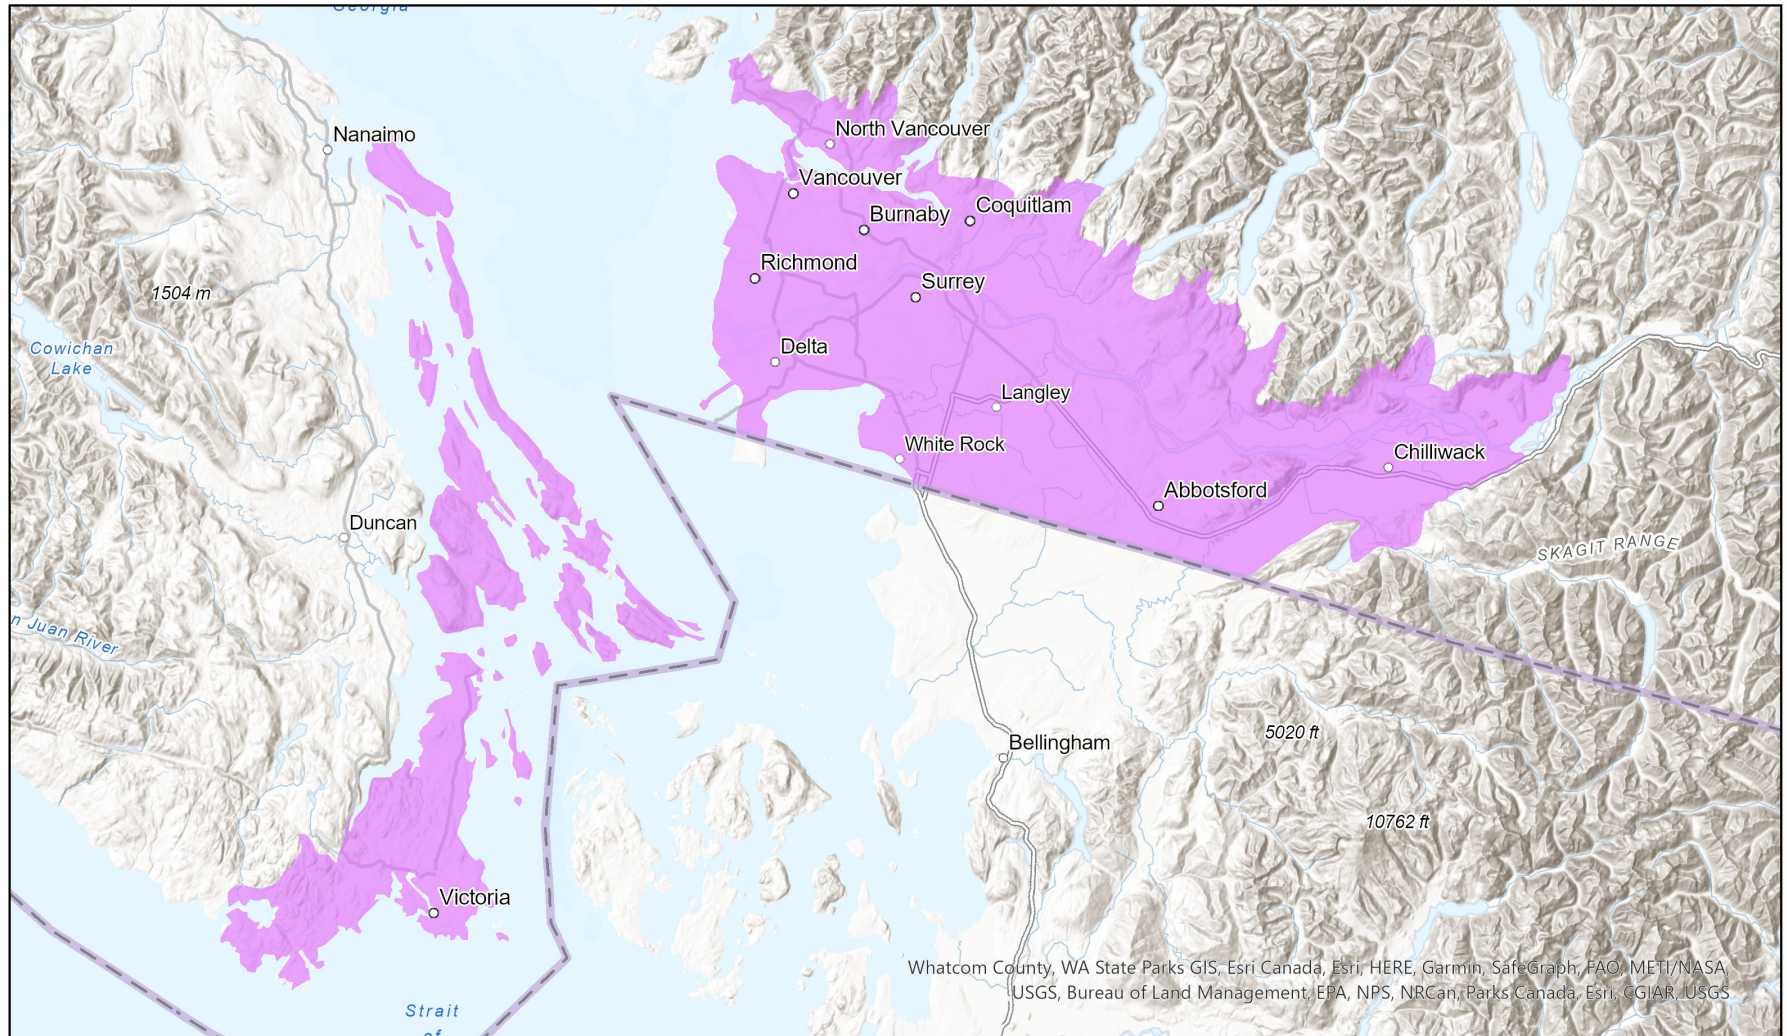 Georgia
Nanaimo
North Vancouver
Vancouver
Coquitlam
Burnaby
Richmond
Surrey
1504 m
Delta
Cowichan
Lake
Langley
White Rock
Chilliwack
Abbotsford
Duncan
SKAGIT RANGE
n Juan River
5020 ft
Bellingham
10762 ft
Victoria
Whatcom County, WA State Parks GIS, Esri Canada, Esri, HERE, Garmin, SafeGraph, FAO, METI/NASA,
USGS, Bureau of Land Management, EPA, NPS, NRCan, Parks Canada, Esri, CGIAR, USGS
Strait
of